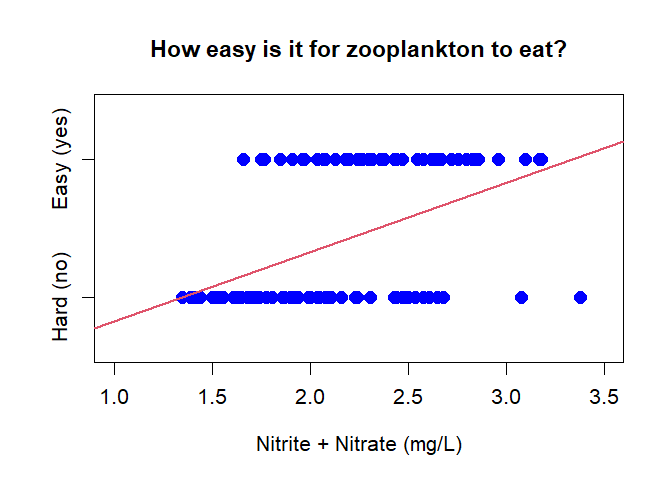 How easy is it for zooplankton to eat?
Easy (yes)
Hard (no)
1.0 1.5 2.0 2.5 3.0 3.5
Nitrite + Nitrate (mg/L)